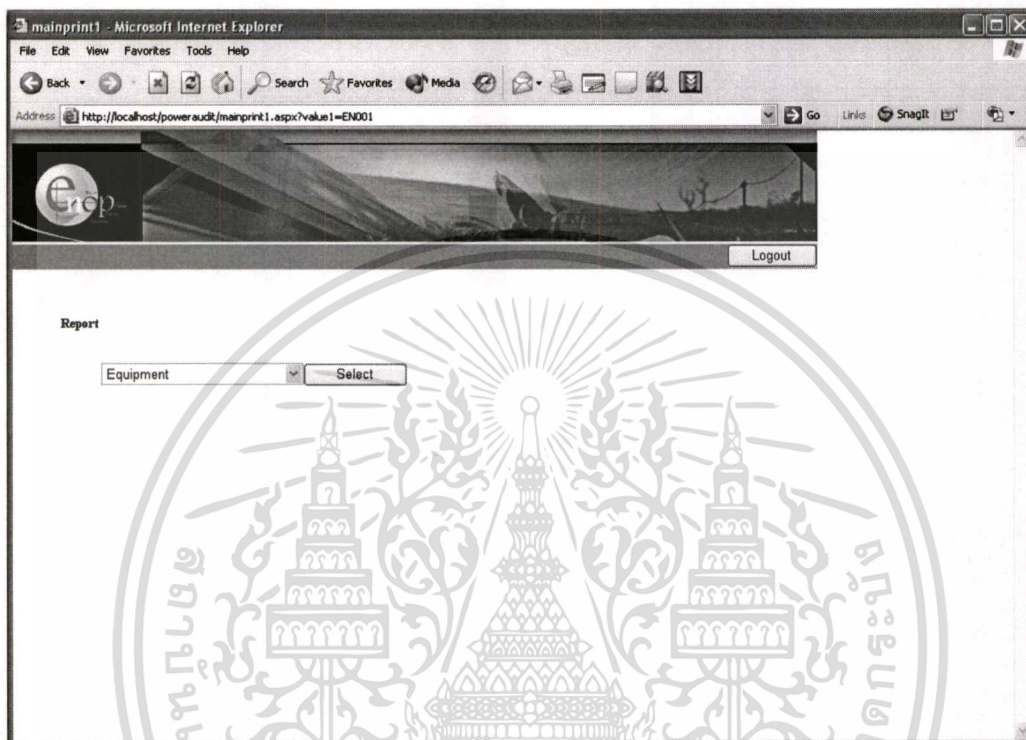 mainprint1 - Microsoft Internet Explorer
File Edit View Favorites Tools Help
Back Search Favorites Media
Address http://localhost/poweraudit/mainprint1.aspx?value1=EN001 Go Links SnagIt
encp
Logout
Report
Equipment Select